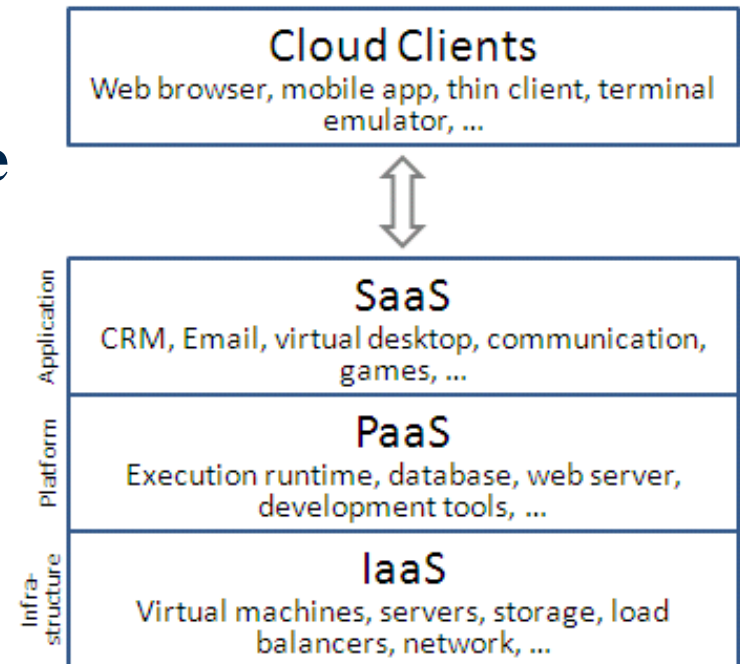 Cloud Clients
Web browser, mobile app, thin client, terminal
emulator, ...
e
Application
SaaS
CRM, Email, virtual desktop, communication,
games, ...
Platform
PaaS
Execution runtime, database, web server,
development tools, ...
Infra-
structure
IaaS
Virtual machines, servers, storage, load
balancers, network, ...